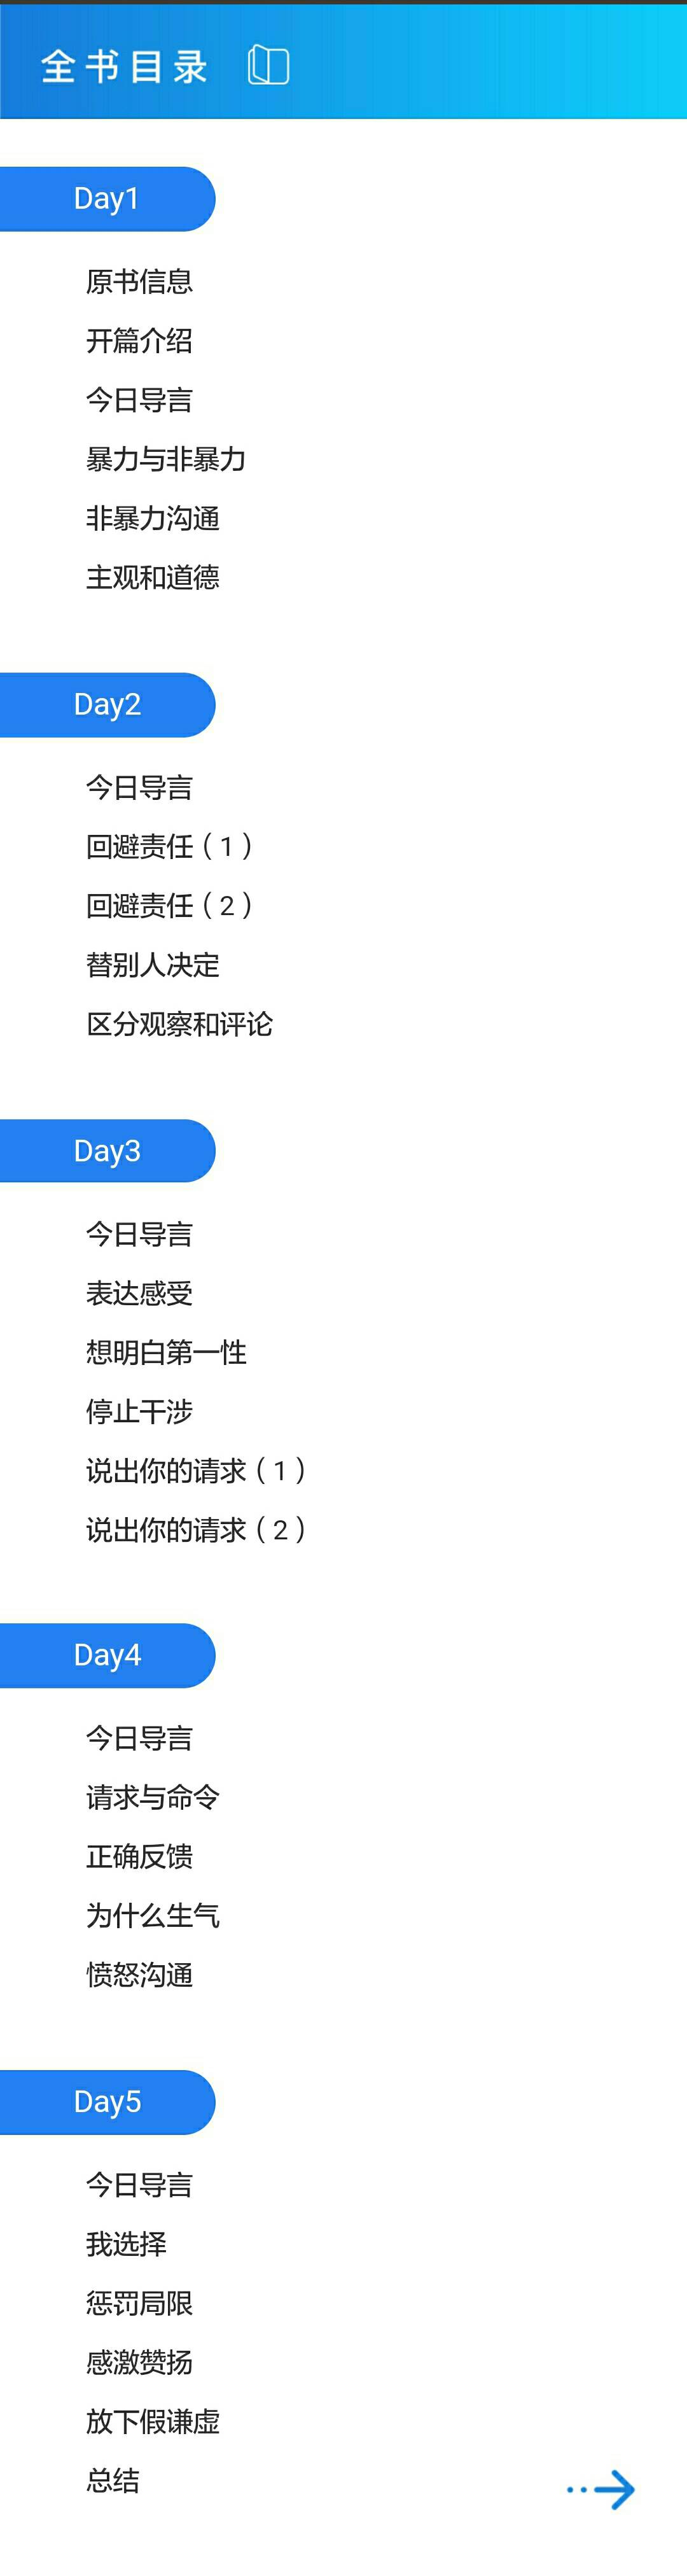 全书目录
Day1
原书信息
开篇介绍
今日导言
暴力与非暴力
非暴力沟通
主观和道德
Day2
今日导言
回避责任（1）
回避责任（2）
替别人决定
区分观察和评论
Day3
今日导言
表达感受
想明白第一性
停止干涉
说出你的请求（1）
说出你的请求（2）
Day4
今日导言
请求与命令
正确反馈
为什么生气
愤怒沟通
Day5
今日导言
我选择
惩罚局限
感激赞扬
放下假谦虚
总结